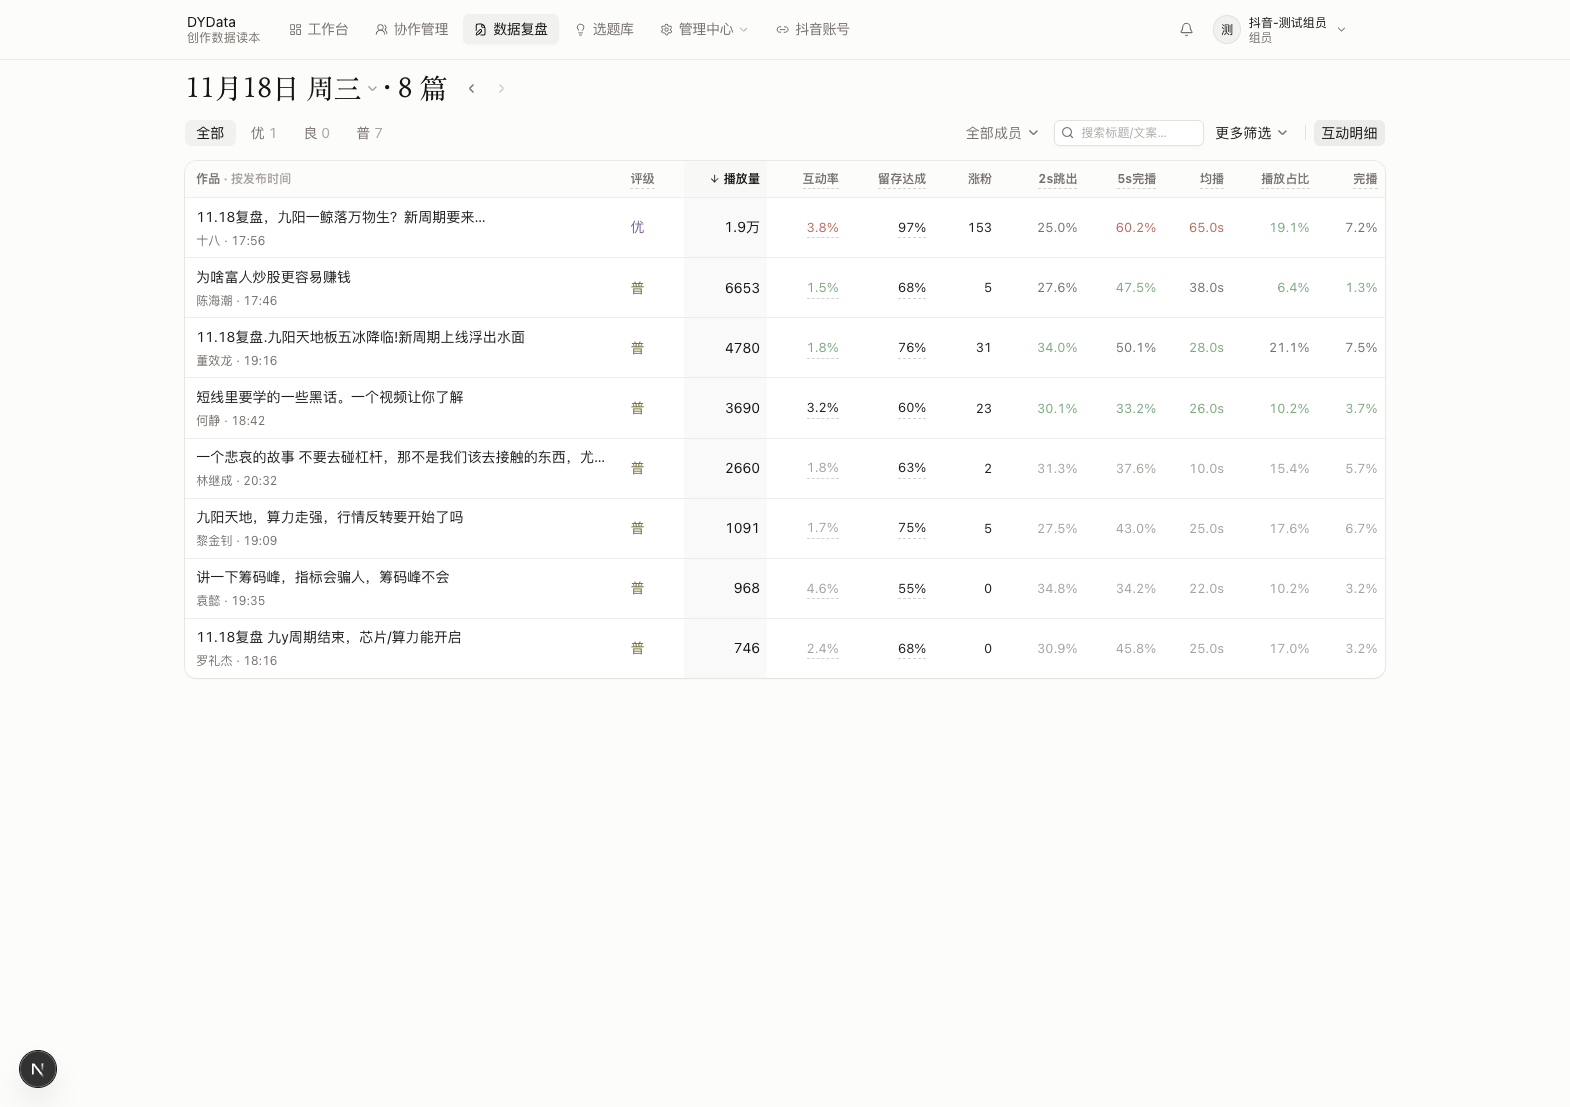 DYData
创作数据读本
工作台
协作管理
数据复盘
选题库
管理中心
抖音账号
测
抖音-测试组员
组员
11月18日 周三 · 8 篇
全部 优 1 良 0 普 7
全部成员 搜索标题/文案... 更多筛选 互动明细
作品 · 按发布时间 评级 ↓ 播放量 互动率 留存达成 涨粉 2s跳出 5s完播 均播 播放占比 完播
11.18复盘，九阳一鲸落万物生？新周期要来...
十八 · 17:56
优 1.9万 3.8% 97% 153 25.0% 60.2% 65.0s 19.1% 7.2%
为啥富人炒股更容易赚钱
陈海潮 · 17:46
普 6653 1.5% 68% 5 27.6% 47.5% 38.0s 6.4% 1.3%
11.18复盘.九阳天地板五冰降临!新周期上线浮出水面
董效龙 · 19:16
普 4780 1.8% 76% 31 34.0% 50.1% 28.0s 21.1% 7.5%
短线里要学的一些黑话。一个视频让你了解
何静 · 18:42
普 3690 3.2% 60% 23 30.1% 33.2% 26.0s 10.2% 3.7%
一个悲哀的故事 不要去碰杠杆，那不是我们该去接触的东西，尤...
林继成 · 20:32
普 2660 1.8% 63% 2 31.3% 37.6% 10.0s 15.4% 5.7%
九阳天地，算力走强，行情反转要开始了吗
黎金钊 · 19:09
普 1091 1.7% 75% 5 27.5% 43.0% 25.0s 17.6% 6.7%
讲一下筹码峰，指标会骗人，筹码峰不会
袁懿 · 19:35
普 968 4.6% 55% 0 34.8% 34.2% 22.0s 10.2% 3.2%
11.18复盘 九y周期结束，芯片/算力能开启
罗礼杰 · 18:16
普 746 2.4% 68% 0 30.9% 45.8% 25.0s 17.0% 3.2%
N